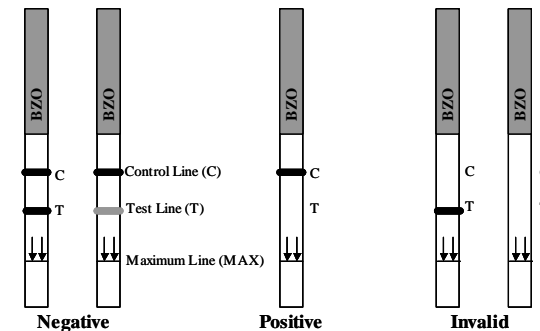 BZO
BZO
BZO
BZO
BZO
C
Control Line (C)
C
C
T
Test Line (T)
T
T
Maximum Line (MAX)
Negative
Positive
Invalid